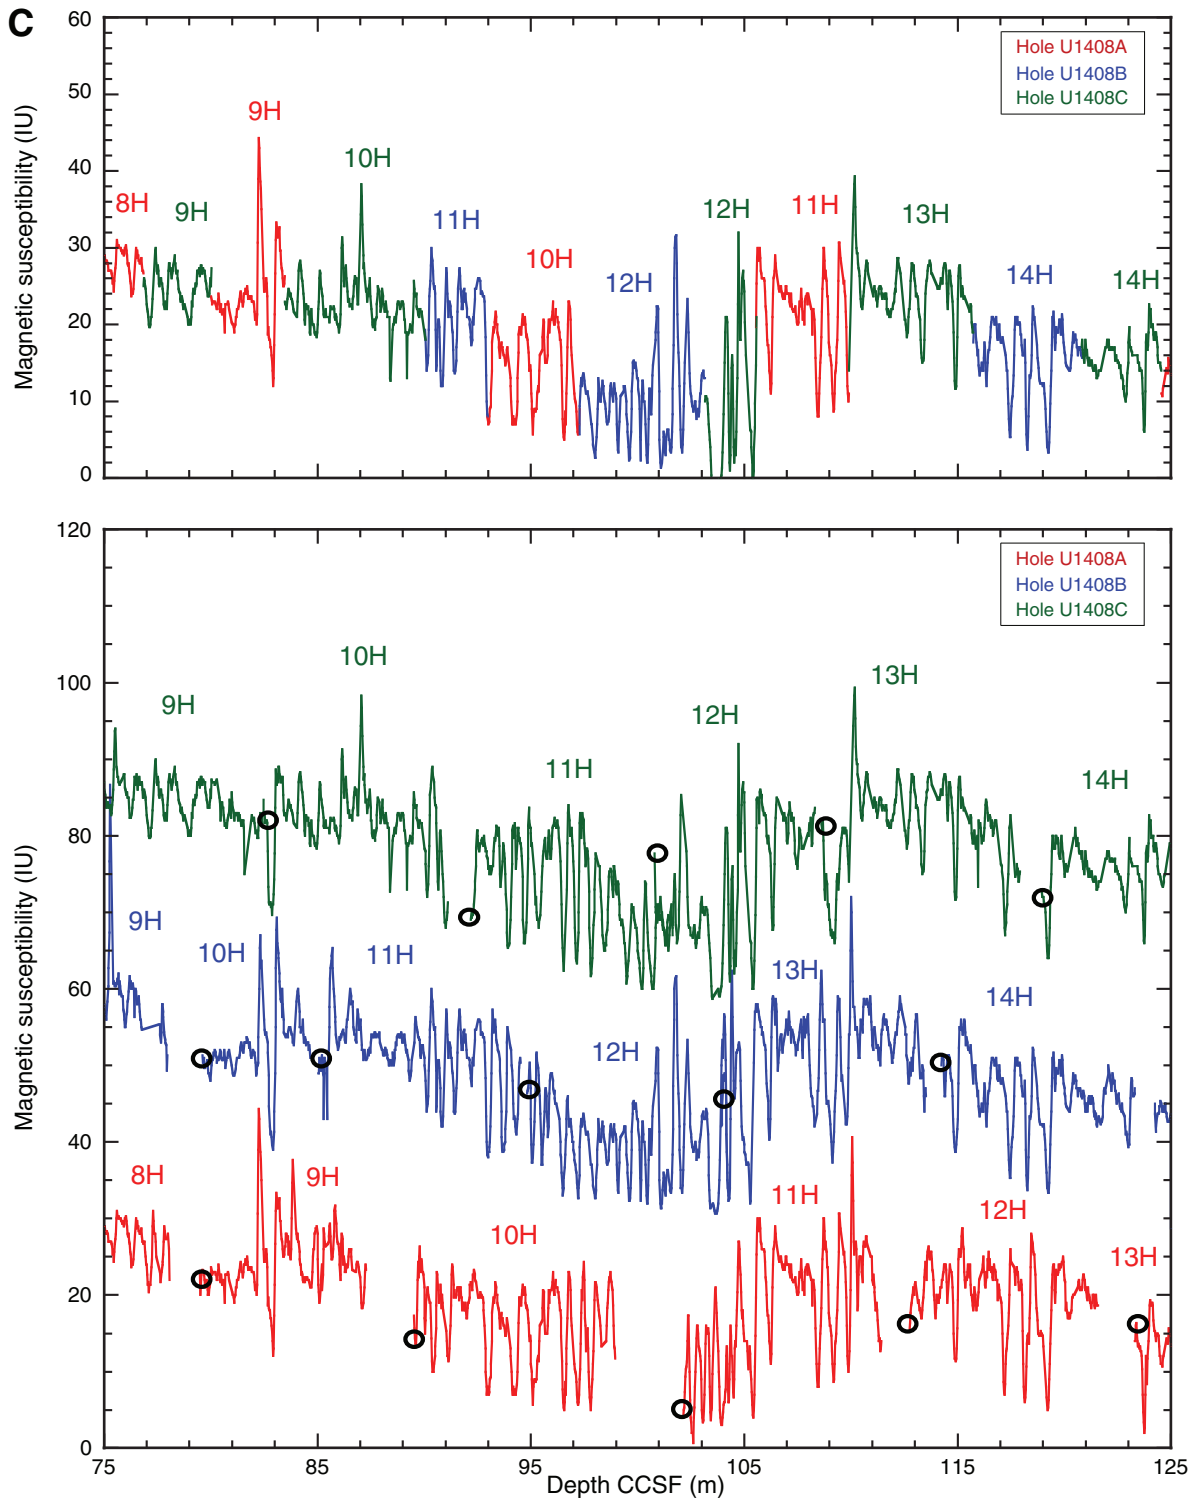 C
60
50
40
30
20
10
0
Magnetic susceptibility (IU)
Hole U1408A
Hole U1408B
Hole U1408C
8H
9H
9H
10H
11H
10H
12H
12H
11H
13H
14H
14H
120
100
80
60
40
20
0
Magnetic susceptibility (IU)
Magnetic susceptibility (IU)
Hole U1408A
Hole U1408B
Hole U1408C
9H
10H
11H
12H
13H
14H
9H
10H
11H
12H
13H
14H
8H
9H
10H
11H
12H
13H
75
85
95
105
115
125
Depth CCSF (m)